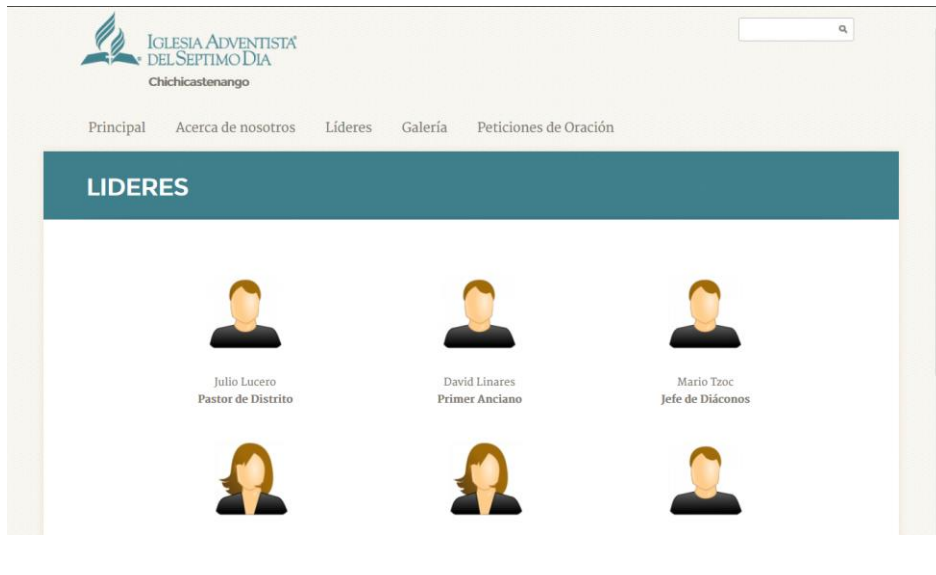 IGLESIA ADVENTISTA®
DEL SEPTIMO DIA
Chichicastenango
Principal Acerca de nosotros Líderes Galería Peticiones de Oración
LIDERES
Julio Lucero David Linares Mario Tzoc
Pastor de Distrito Primer Anciano Jefe de Diáconos